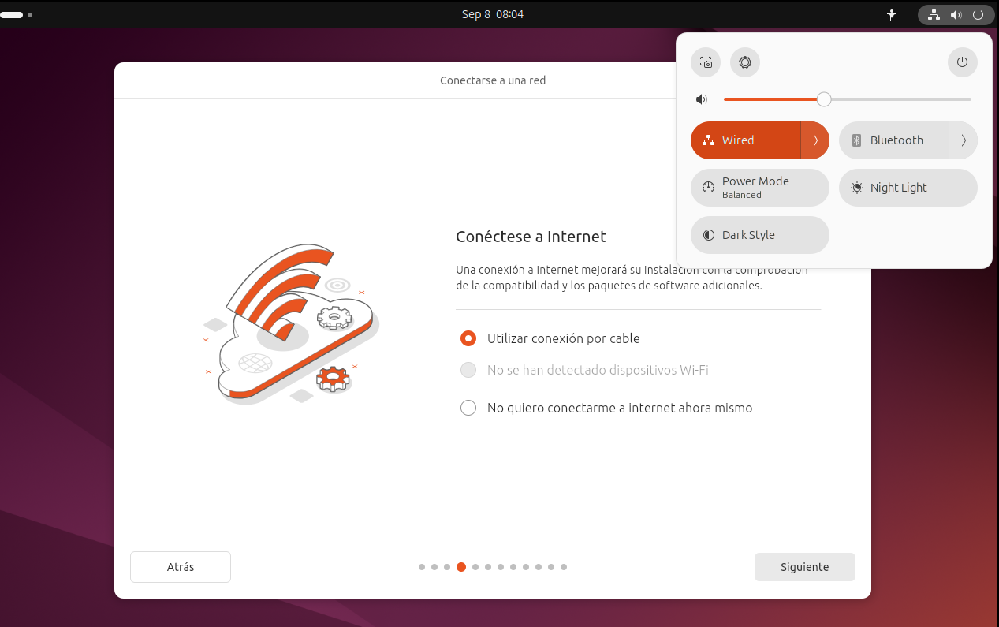 Sep 8 08:04
Conectarse a una red
Wired
Bluetooth
Power Mode
Balanced
Night Light
Dark Style
Conéctese a Internet
Una conexión a Internet mejorará su instalación con la comprobación
de la compatibilidad y los paquetes de software adicionales.
Utilizar conexión por cable
No se han detectado dispositivos Wi-Fi
No quiero conectarme a internet ahora mismo
Atrás
Siguiente